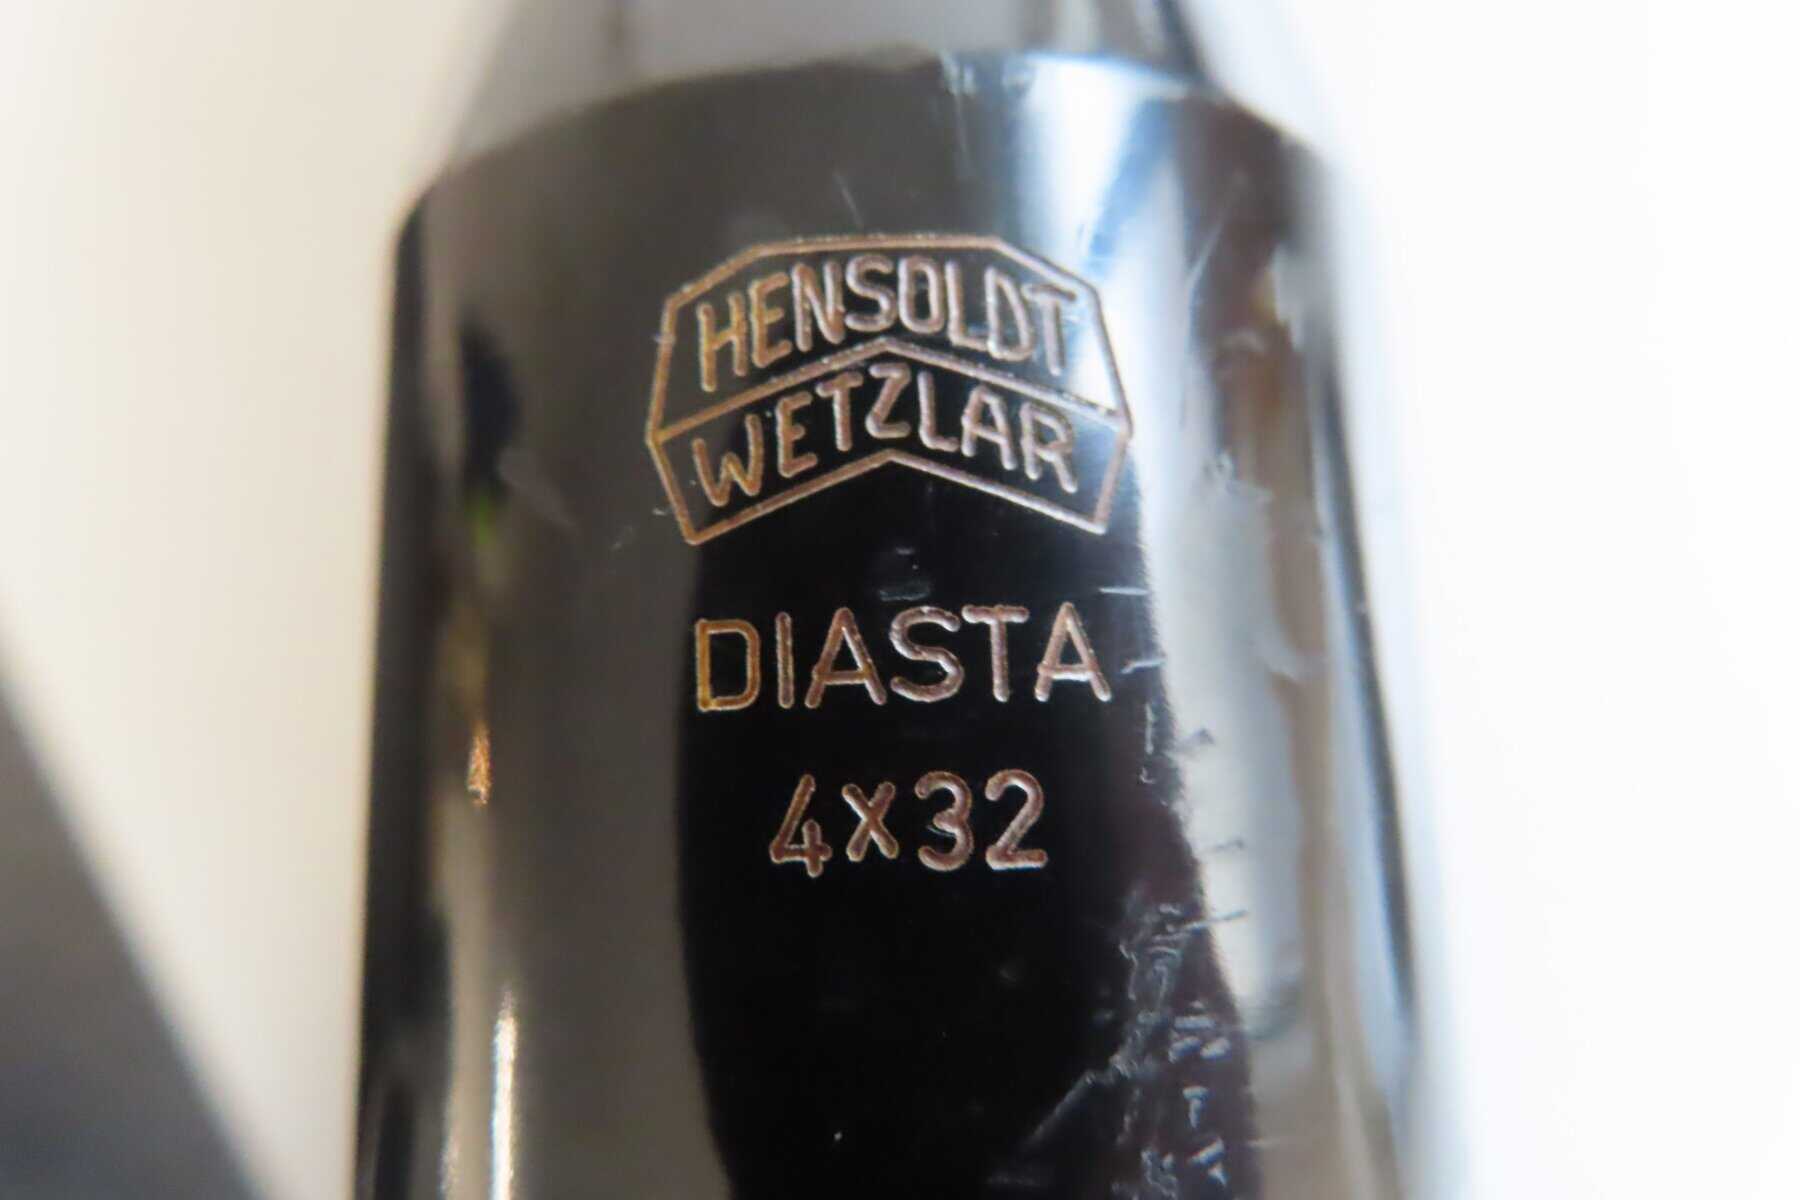 HENSOLDT
WETZLAR
DIASTA
4x32